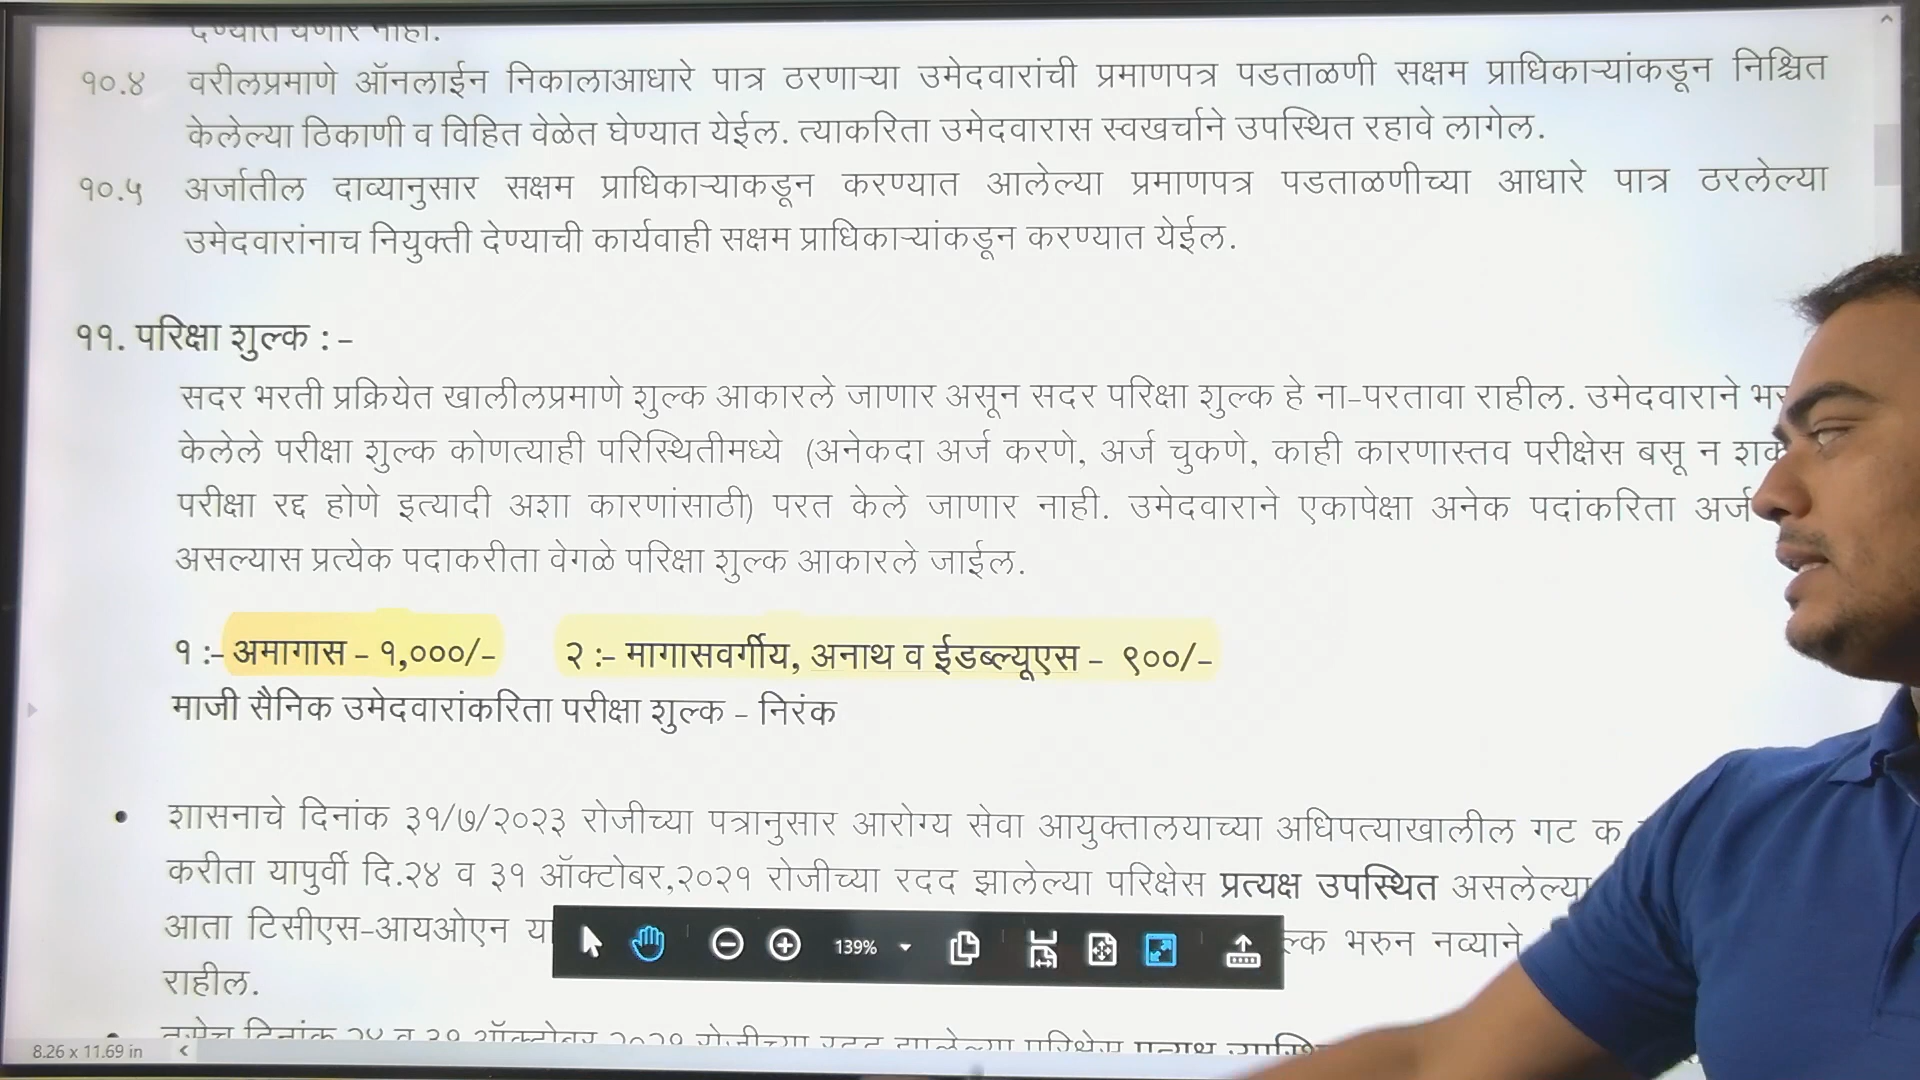 १०.४ वरीलप्रमाणे ऑनलाईन निकालाआधारे पात्र ठरणाऱ्या उमेदवारांची प्रमाणपत्र पडताळणी सक्षम प्राधिकाऱ्यांकडून निश्चित
केलेल्या ठिकाणी व विहित वेळेत घेण्यात येईल. त्याकरिता उमेदवारास स्वखर्चाने उपस्थित रहावे लागेल.
१०.५ अर्जातील दाव्यानुसार सक्षम प्राधिकाऱ्याकडून करण्यात आलेल्या प्रमाणपत्र पडताळणीच्या आधारे पात्र ठरलेल्या
उमेदवारांनाच नियुक्ती देण्याची कार्यवाही सक्षम प्राधिकाऱ्यांकडून करण्यात येईल.
११. परिक्षा शुल्क : -
सदर भरती प्रक्रियेत खालीलप्रमाणे शुल्क आकारले जाणार असून सदर परिक्षा शुल्क हे ना-परतावा राहील. उमेदवाराने
केलेले परीक्षा शुल्क कोणत्याही परिस्थितीमध्ये (अनेकदा अर्ज करणे, अर्ज चुकणे, काही कारणास्तव परीक्षेस बसू न
परीक्षा रद्द होणे इत्यादी अशा कारणांसाठी) परत केले जाणार नाही. उमेदवाराने एकापेक्षा अनेक पदांकरिता अर्ज
असल्यास प्रत्येक पदाकरीता वेगळे परिक्षा शुल्क आकारले जाईल.
१ :- अमागास - १,०००/- २ :- मागासवर्गीय, अनाथ व ईडब्ल्यूएस - ९००/-
माजी सैनिक उमेदवारांकरिता परीक्षा शुल्क - निरंक
• शासनाचे दिनांक ३१/७/२०२३ रोजीच्या पत्रानुसार आरोग्य सेवा आयुक्तालयाच्या अधिपत्याखालील गट क
करीता यापुर्वी दि.२४ व ३१ ऑक्टोबर,२०२१ रोजीच्या रदद झालेल्या परिक्षेस प्रत्यक्ष उपस्थित असलेल्या
आता टिसीएस-आयओएन भरुन नव्याने
राहील.
139%
8.26 x 11.69 in